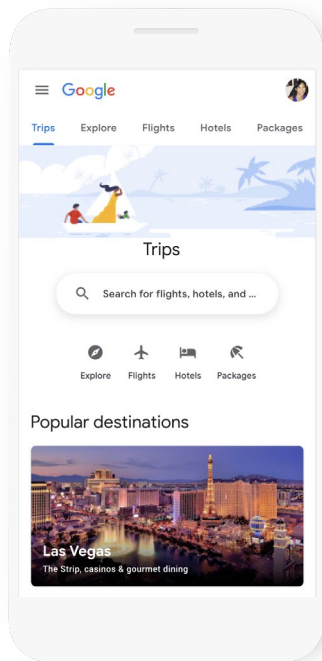 Google
Trips Explore Flights Hotels Packages
Trips
Search for flights, hotels, and ...
Explore Flights Hotels Packages
Popular destinations
Las Vegas
The Strip, casinos & gourmet dining